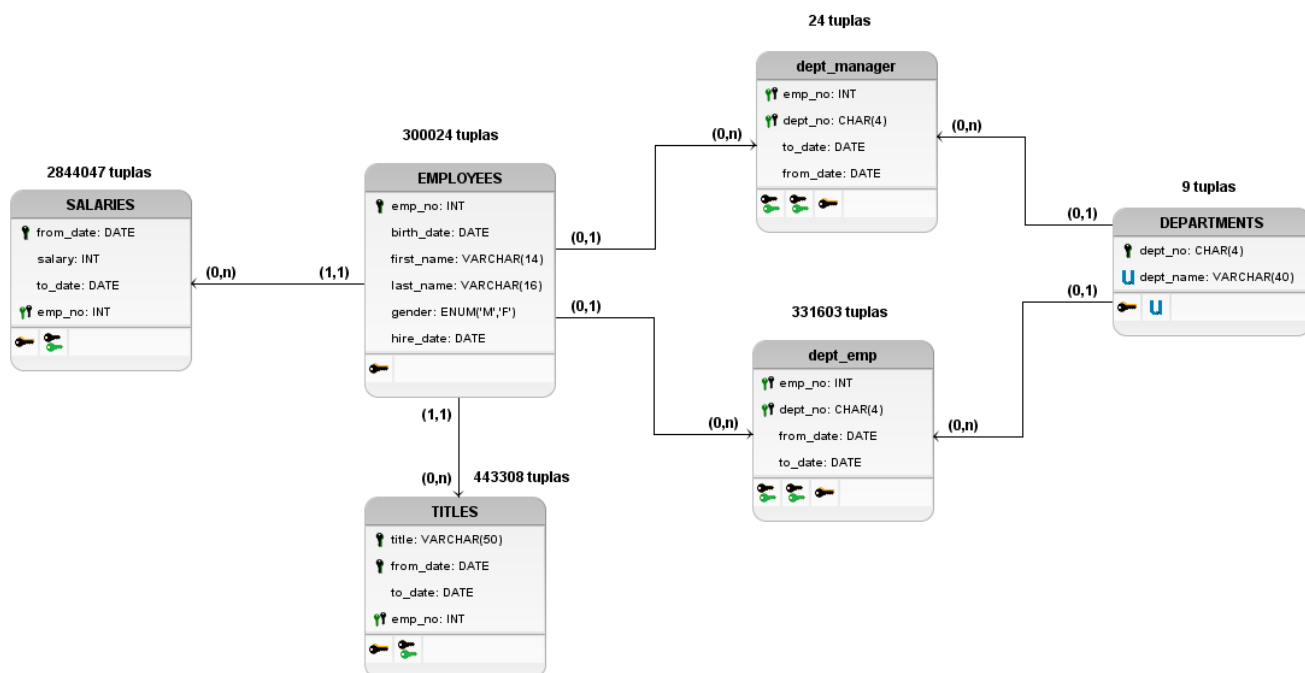 24 tuplas
dept_manager
emp_no: INT
dept_no: CHAR(4)
to_date: DATE
from_date: DATE
(0,n)
(0,n)
300024 tuplas
EMPLOYEES
emp_no: INT
birth_date: DATE
first_name: VARCHAR(14)
last_name: VARCHAR(16)
gender: ENUM('M','F')
hire_date: DATE
(0,1)
(0,1)
(1,1)
(1,1)
2844047 tuplas
SALARIES
from_date: DATE
salary: INT
to_date: DATE
emp_no: INT
(0,n)
9 tuplas
DEPARTMENTS
dept_no: CHAR(4)
U dept_name: VARCHAR(40)
U
(0,1)
(0,1)
331603 tuplas
dept_emp
emp_no: INT
dept_no: CHAR(4)
from_date: DATE
to_date: DATE
(0,n)
(0,n)
(0,n)
443308 tuplas
TITLES
title: VARCHAR(50)
from_date: DATE
to_date: DATE
emp_no: INT